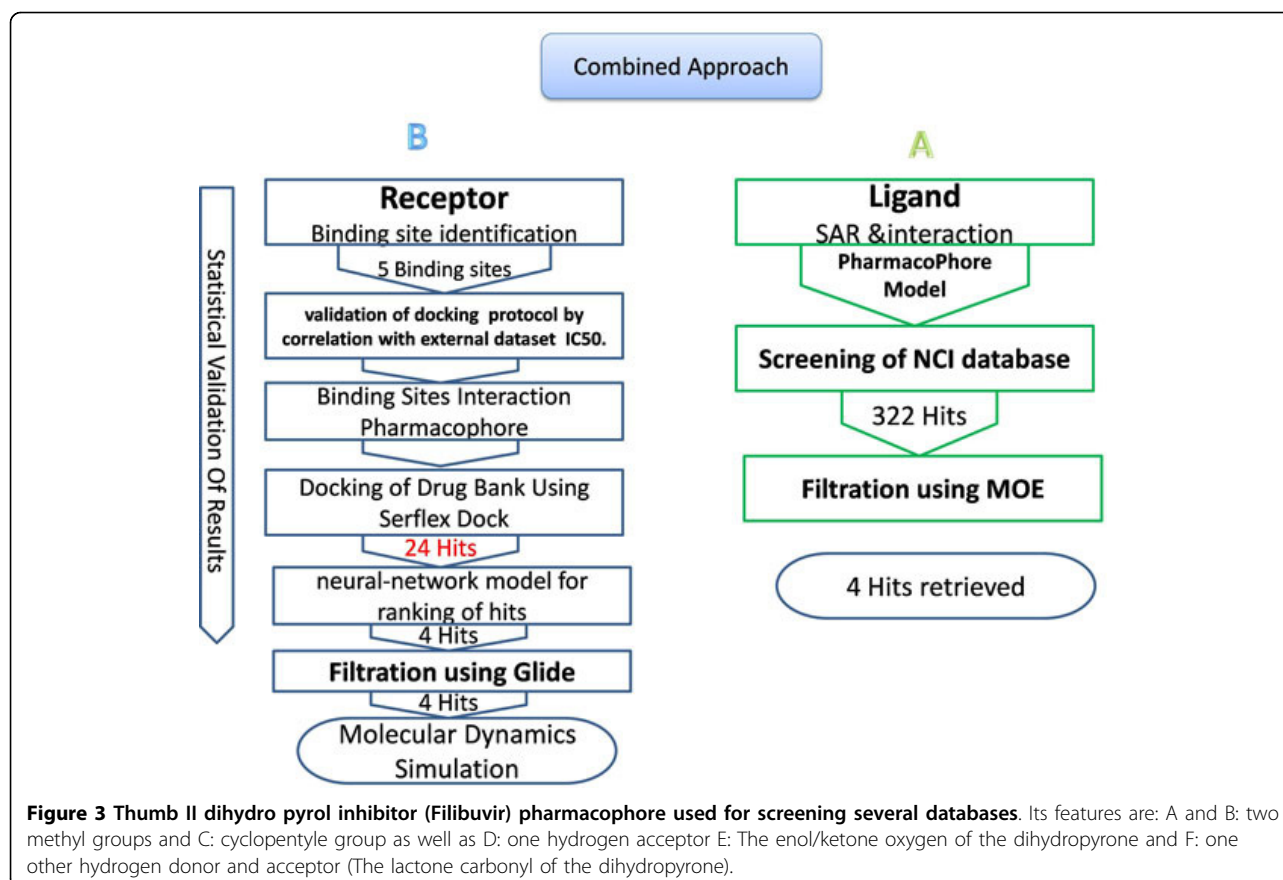 Combined Approach
B
A
Statistical Validation Of Results
Receptor
Binding site identification
5 Binding sites
validation of docking protocol by
correlation with external dataset IC50.
Binding Sites Interaction
Pharmacophore
Docking of Drug Bank Using
Serflex Dock
24 Hits
neural-network model for
ranking of hits
4 Hits
Filtration using Glide
4 Hits
Molecular Dynamics
Simulation
Ligand
SAR &interaction
PharmacoPhore
Model
Screening of NCI database
322 Hits
Filtration using MOE
4 Hits retrieved
Figure 3 Thumb II dihydro pyrol inhibitor (Filibuvir) pharmacophore used for screening several databases. Its features are: A and B: two
methyl groups and C: cyclopentyle group as well as D: one hydrogen acceptor E: The enol/ketone oxygen of the dihydropyrone and F: one
other hydrogen donor and acceptor (The lactone carbonyl of the dihydropyrone).